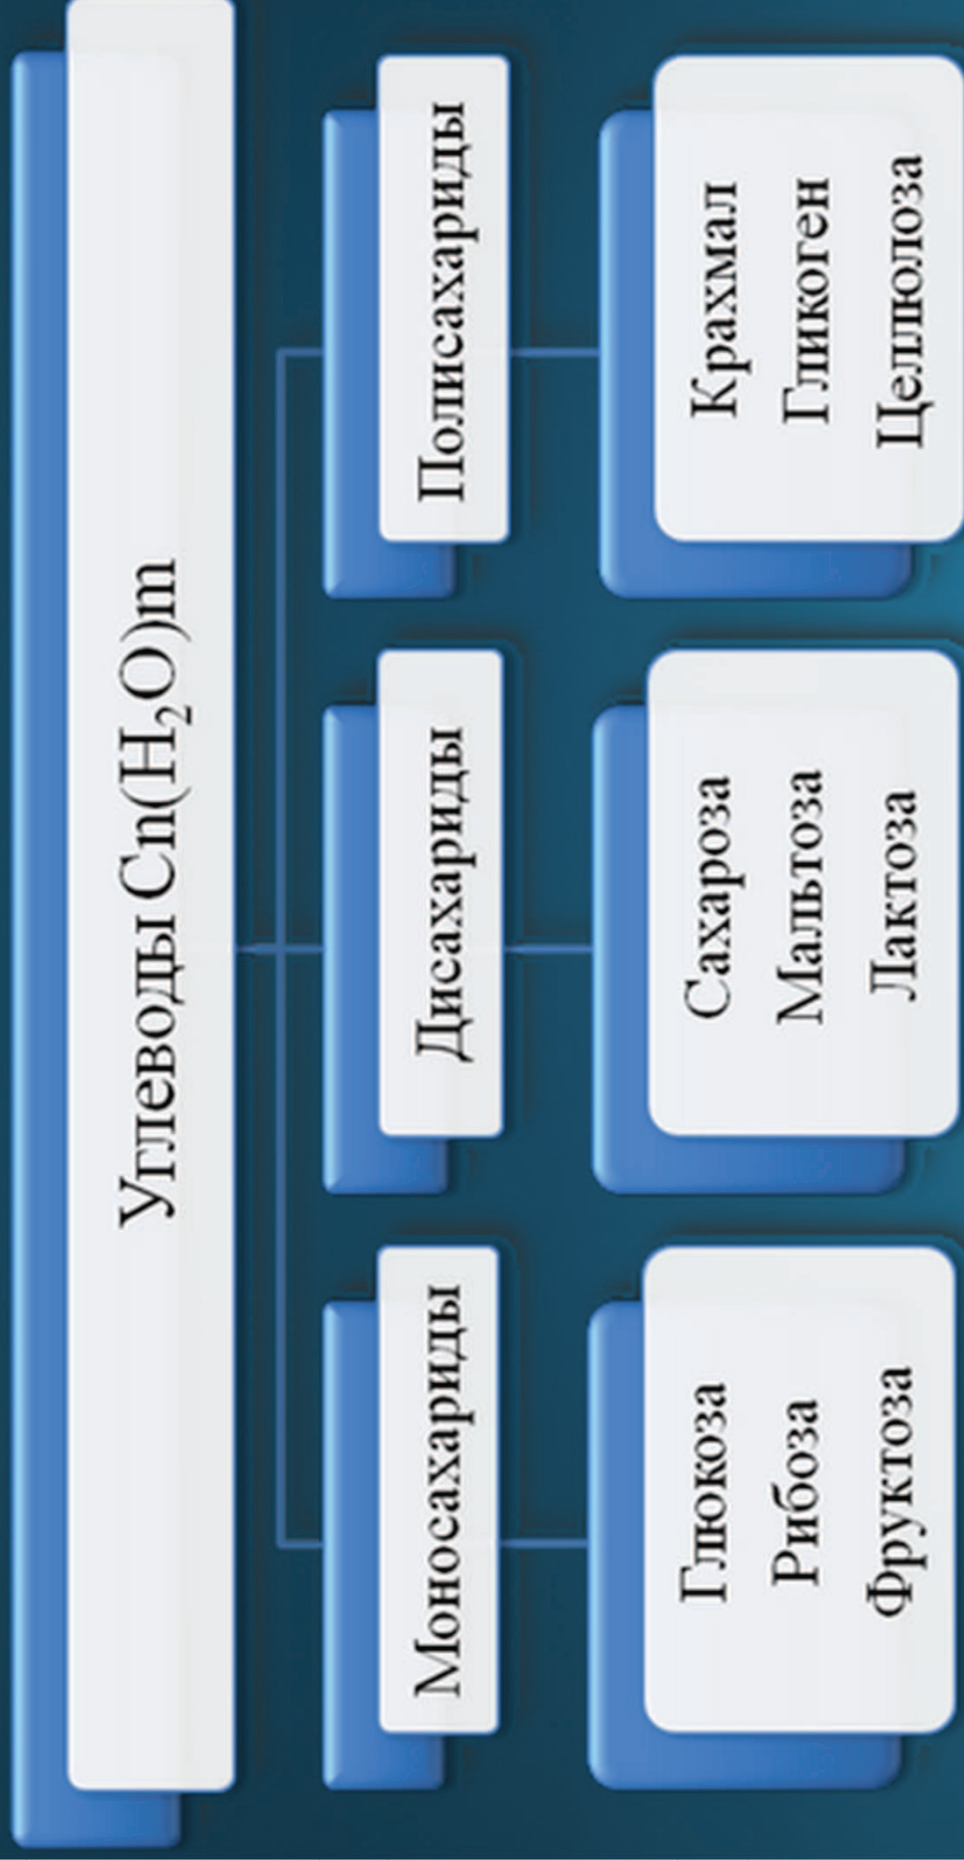 Углеводы Cn(H₂O)m
Моносахариды
Дисахариды
Полисахариды
Глюкоза
Рибоза
Фруктоза
Сахароза
Мальтоза
Лактоза
Крахмал
Гликоген
Целлюлоза